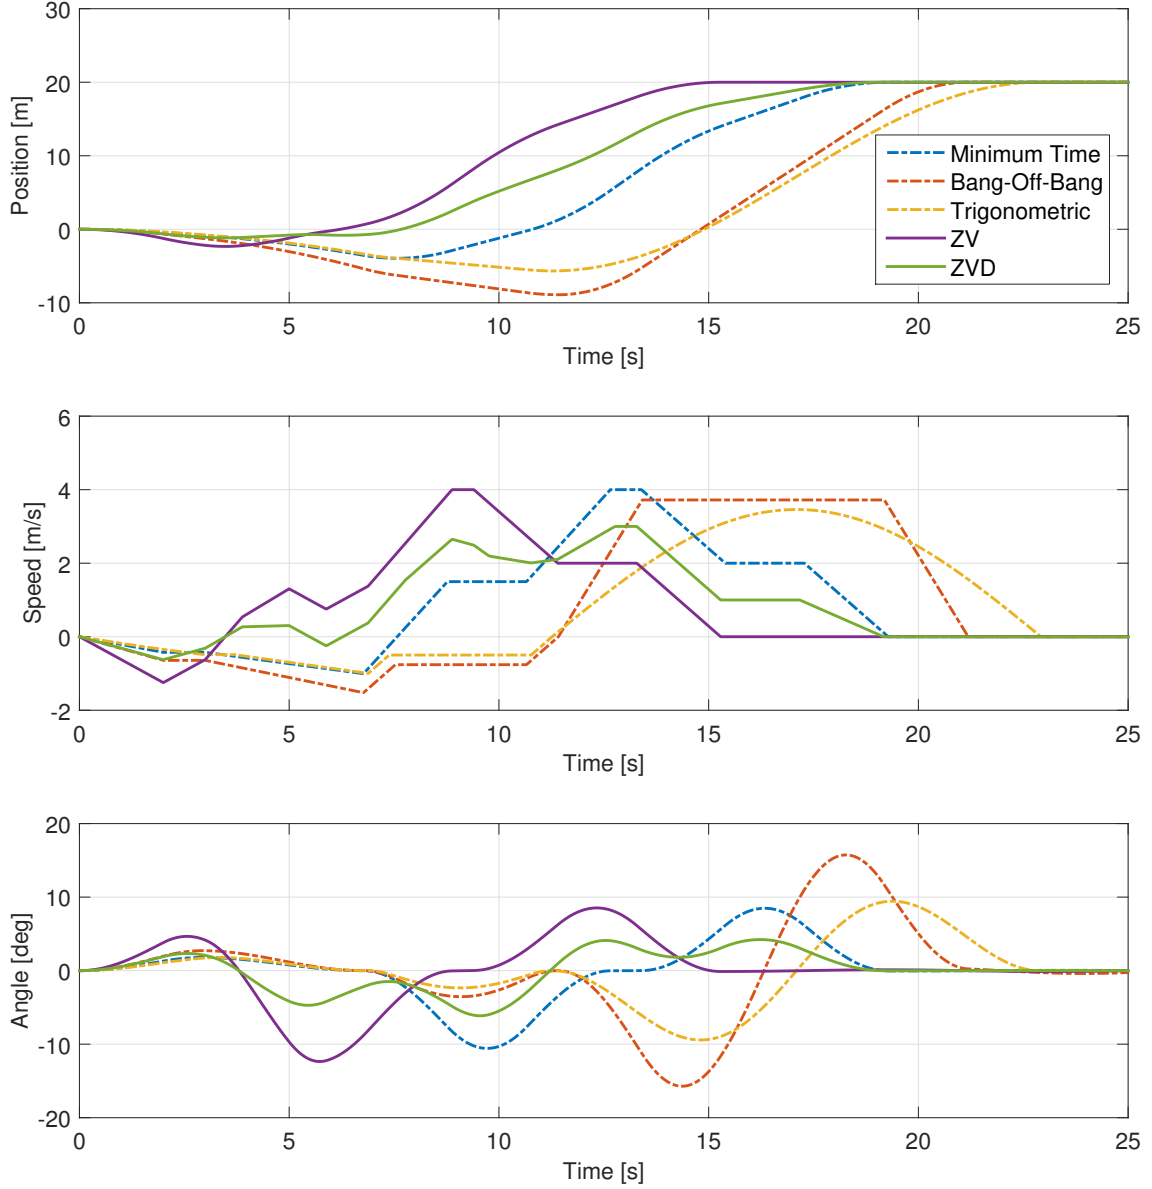 30
20
10
0
-10
Position [m]
Minimum Time
Bang-Off-Bang
Trigonometric
ZV
ZVD
0 5 10 15 20 25
Time [s]
6
4
2
0
-2
Speed [m/s]
0 5 10 15 20 25
Time [s]
20
10
0
-10
-20
Angle [deg]
0 5 10 15 20 25
Time [s]